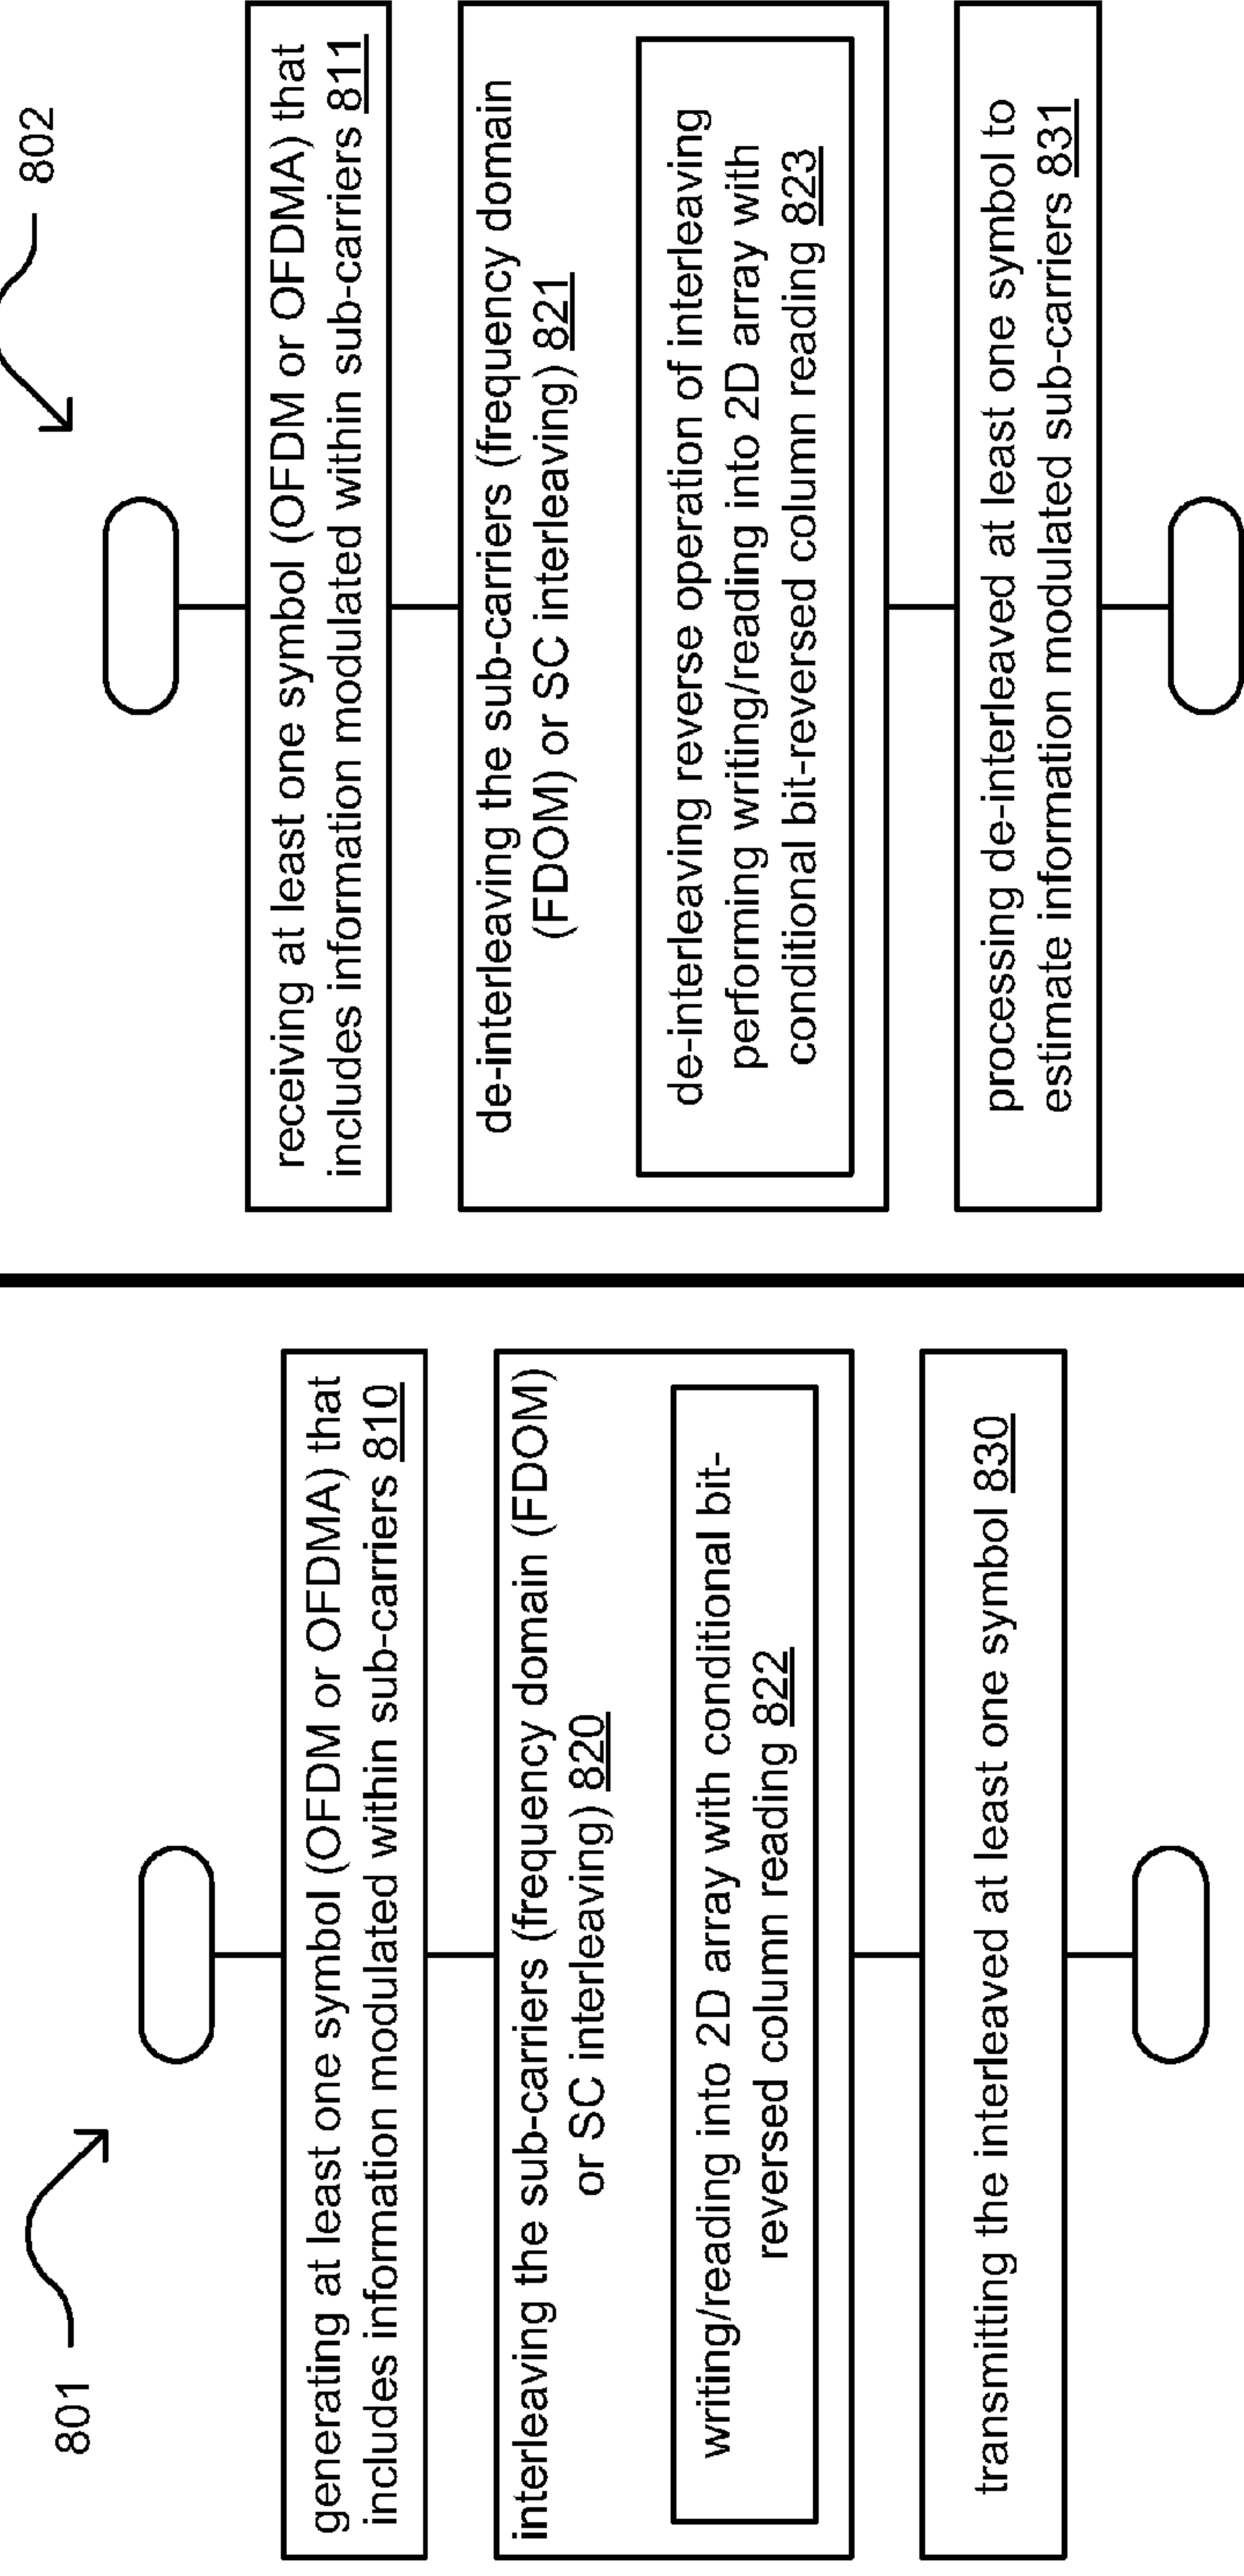 801
generating at least one symbol (OFDM or OFDMA) that
includes information modulated within sub-carriers 810
interleaving the sub-carriers (frequency domain (FDOM)
or SC interleaving) 820
writing/reading into 2D array with conditional bit-
reversed column reading 822
transmitting the interleaved at least one symbol 830
802
receiving at least one symbol (OFDM or OFDMA) that
includes information modulated within sub-carriers 811
de-interleaving the sub-carriers (frequency domain
(FDOM) or SC interleaving) 821
de-interleaving reverse operation of interleaving
performing writing/reading into 2D array with
conditional bit-reversed column reading 823
processing de-interleaved at least one symbol to
estimate information modulated sub-carriers 831